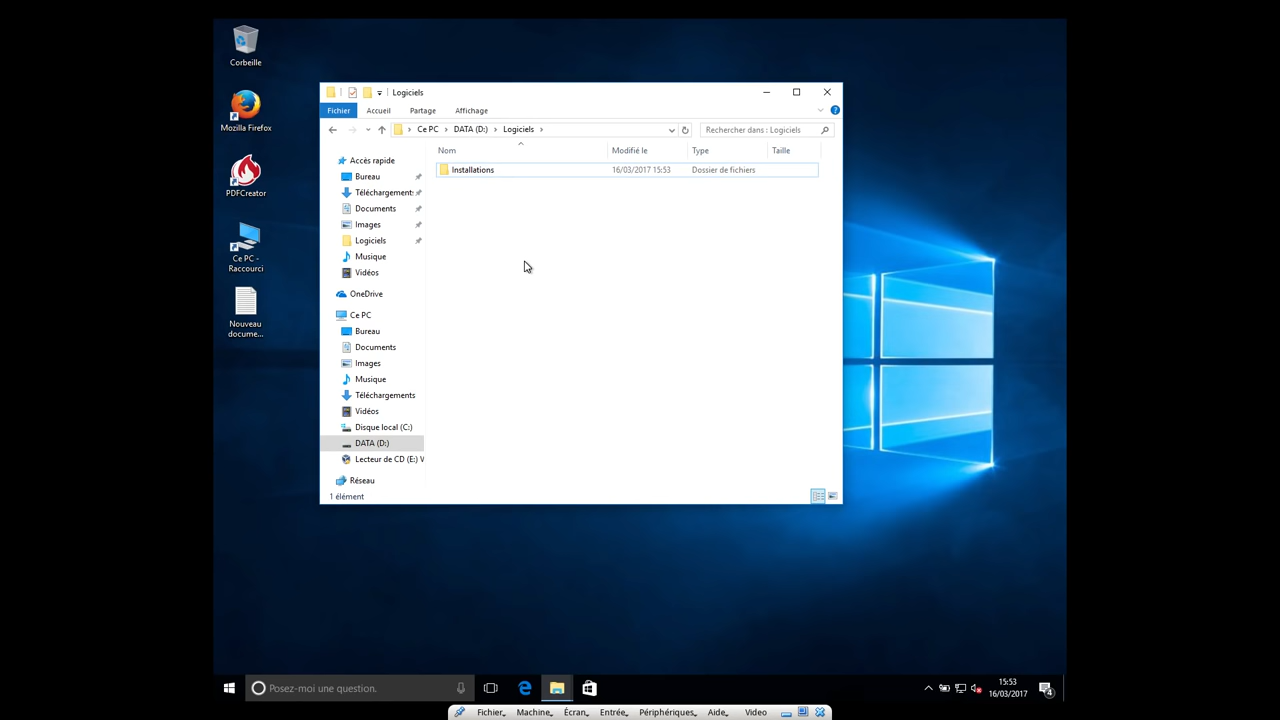 Corbeille
Mozilla Firefox
PDFCreator
Ce PC -
Raccourci
Nouveau
docume...
Logiciels
Fichier
Accueil
Partage
Affichage
Ce PC
DATA (D:)
Logiciels
Rechercher dans : Logiciels
Nom
Modifié le
Type
Taille
Installations
16/03/2017 15:53
Dossier de fichiers
Accès rapide
Bureau
Téléchargements
Documents
Images
Logiciels
Musique
Vidéos
OneDrive
Ce PC
Bureau
Documents
Images
Musique
Téléchargements
Vidéos
Disque local (C:)
DATA (D:)
Lecteur de CD (E:) V
Réseau
1 élément
Posez-moi une question.
15:53
16/03/2017
4
Fichier
Machine
Écran
Entrée
Périphériques
Aide
Video